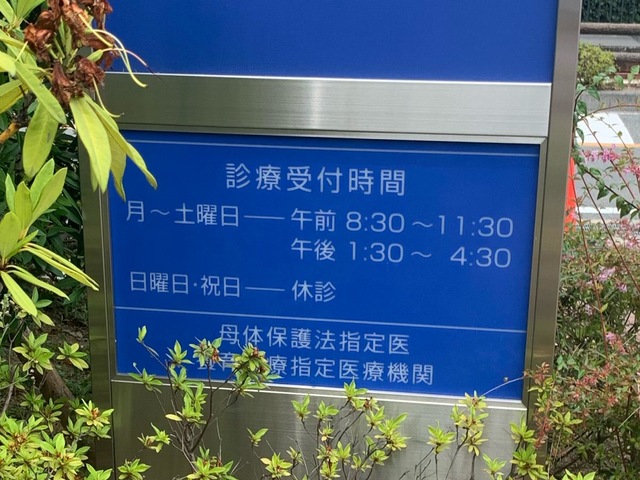 診療受付時間
月～土曜日―午前 8:30～11:30
午後 1:30～ 4:30
日曜日・祝日―休診
母体保護法指定医
育療指定医療機関